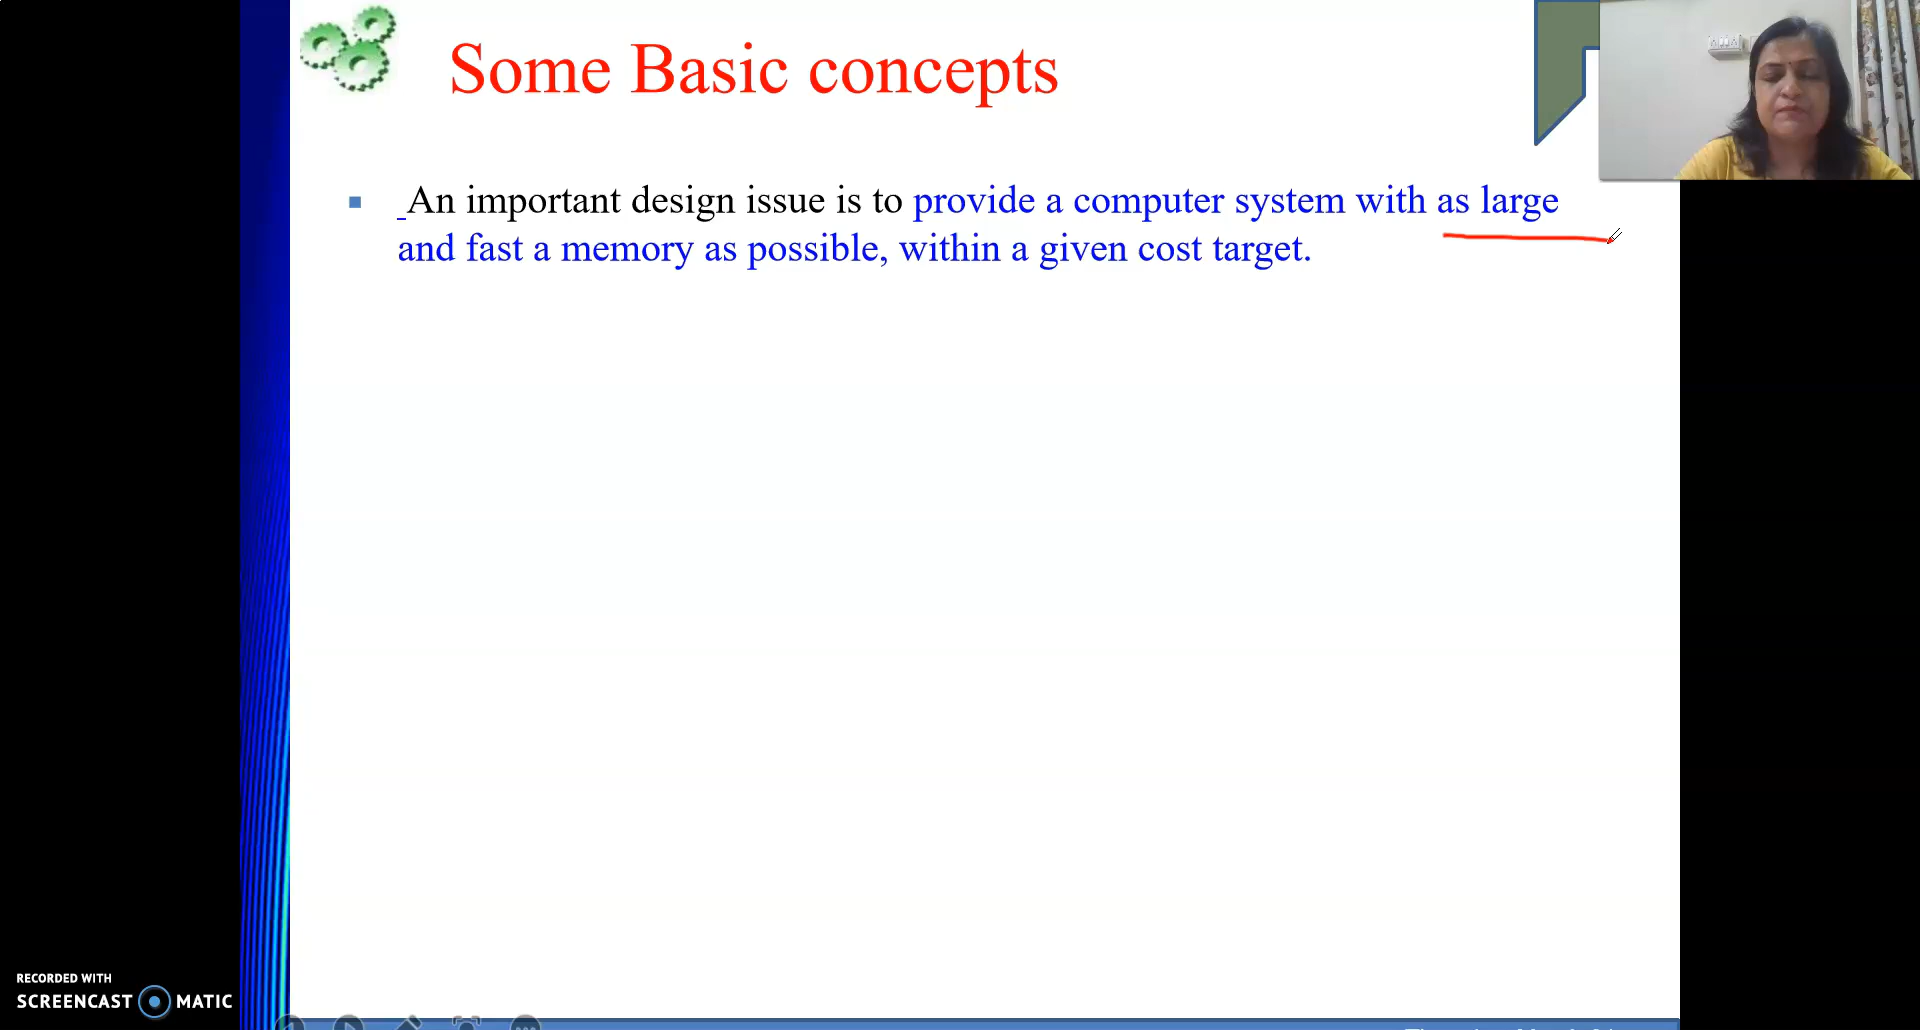 Some Basic concepts
An important design issue is to provide a computer system with as large
and fast a memory as possible, within a given cost target.
RECORDED WITH
SCREENCAST MATIC